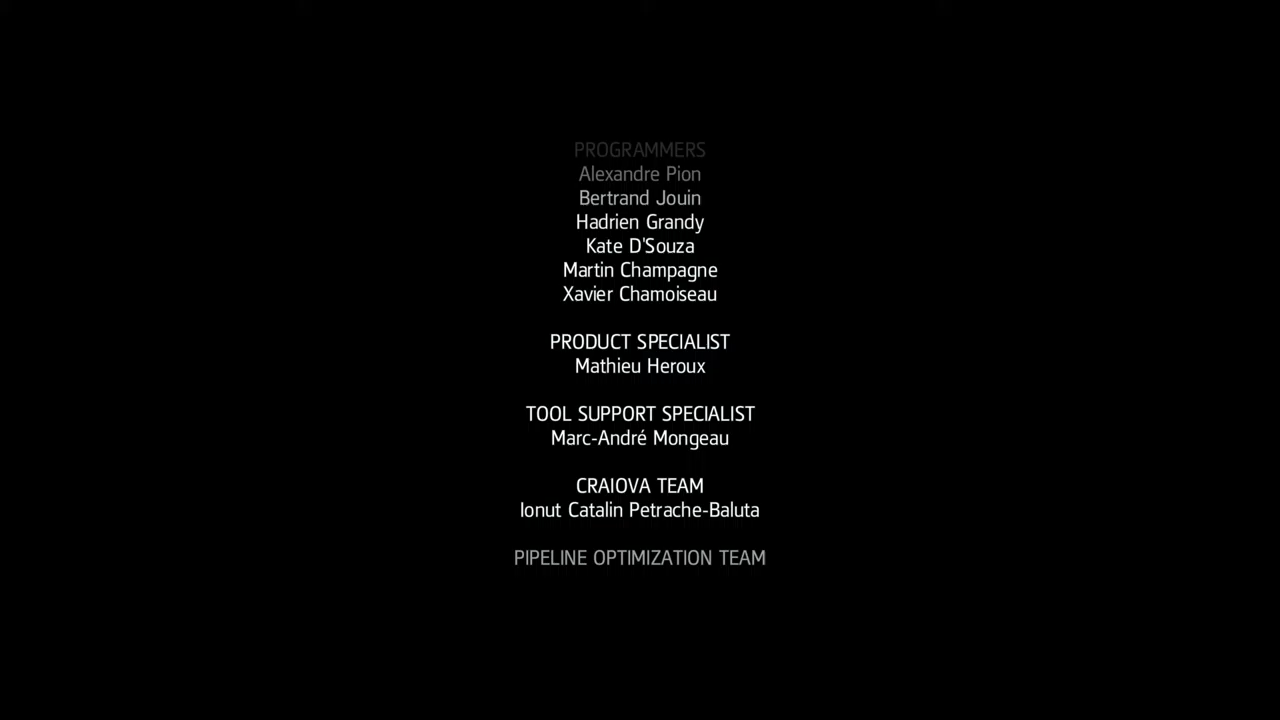 PROGRAMMERS
Alexandre Pion
Bertrand Jouin
Hadrien Grandy
Kate D'Souza
Martin Champagne
Xavier Chamoiseau
PRODUCT SPECIALIST
Mathieu Heroux
TOOL SUPPORT SPECIALIST
Marc-André Mongeau
CRAIOVA TEAM
Ionut Catalin Petrache-Baluta
PIPELINE OPTIMIZATION TEAM